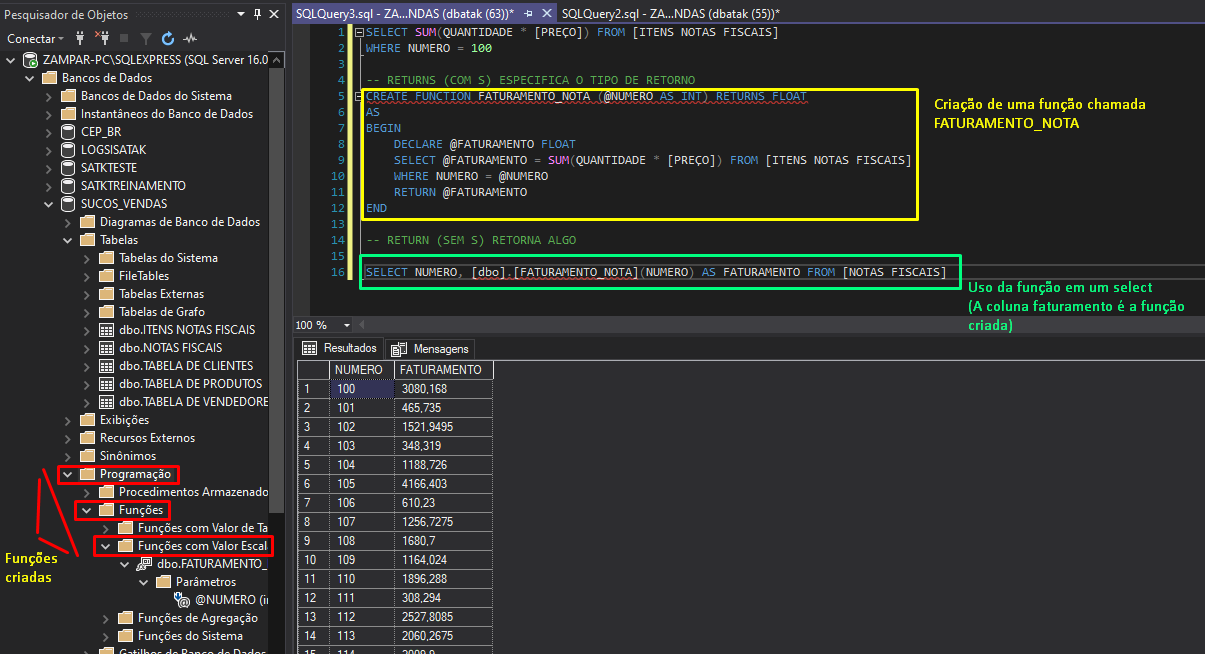 Pesquisador de Objetos
Conectar
ZAMPAR-PC\SQLEXPRESS (SQL Server 16.0
Bancos de Dados
Bancos de Dados do Sistema
Instantâneos do Banco de Dados
CEP_BR
LOGSISATAK
SATKTESTE
SATKTREINAMENTO
SUCOS_VENDAS
Diagramas de Banco de Dados
Tabelas
Tabelas do Sistema
FileTables
Tabelas Externas
Tabelas de Grafo
dbo.ITENS NOTAS FISCAIS
dbo.NOTAS FISCAIS
dbo.TABELA DE CLIENTES
dbo.TABELA DE PRODUTOS
dbo.TABELA DE VENDEDORE
Exibições
Recursos Externos
Sinônimos
Programação
Procedimentos Armazenado
Funções
Funções com Valor de Ta
Funções com Valor Escal
dbo.FATURAMENTO_
Parâmetros
@NUMERO (in
Funções de Agregação
Funções do Sistema
Gatilhos de Banco de Dados
Funções
criadas
SQLQuery3.sql - ZA...NDAS (dbatak (63))*
SQLQuery2.sql - ZA...NDAS (dbatak (55))*
1 SELECT SUM(QUANTIDADE * [PREÇO]) FROM [ITENS NOTAS FISCAIS]
2 WHERE NUMERO = 100
3
4 -- RETURNS (COM S) ESPECIFICA O TIPO DE RETORNO
5 CREATE FUNCTION FATURAMENTO_NOTA (@NUMERO AS INT) RETURNS FLOAT
6 AS
7 BEGIN
8 DECLARE @FATURAMENTO FLOAT
9 SELECT @FATURAMENTO = SUM(QUANTIDADE * [PREÇO]) FROM [ITENS NOTAS FISCAIS]
10 WHERE NUMERO = @NUMERO
11 RETURN @FATURAMENTO
12 END
13
14 -- RETURN (SEM S) RETORNA ALGO
15
16 SELECT NUMERO, [dbo].[FATURAMENTO_NOTA](NUMERO) AS FATURAMENTO FROM [NOTAS FISCAIS]
Criação de uma função chamada
FATURAMENTO_NOTA
Uso da função em um select
(A coluna faturamento é a função
criada)
100 %
Resultados Mensagens
NUMERO FATURAMENTO
1 100 3080,168
2 101 465,735
3 102 1521,9495
4 103 348,319
5 104 1188,726
6 105 4166,403
7 106 610,23
8 107 1256,7275
9 108 1680,7
10 109 1164,024
11 110 1896,288
12 111 308,294
13 112 2527,8085
14 113 2060,2675
15 114